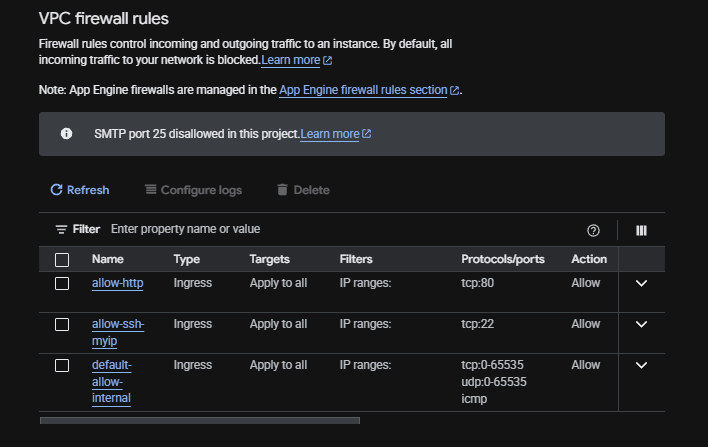 VPC firewall rules
Firewall rules control incoming and outgoing traffic to an instance. By default, all
incoming traffic to your network is blocked.Learn more
Note: App Engine firewalls are managed in the App Engine firewall rules section.
SMTP port 25 disallowed in this project.Learn more
Refresh Configure logs Delete
Filter Enter property name or value
Name Type Targets Filters Protocols/ports Action
allow-http Ingress Apply to all IP ranges: tcp:80 Allow
allow-ssh- Ingress Apply to all IP ranges: tcp:22 Allow
myip
default- Ingress Apply to all IP ranges: tcp:0-65535 Allow
allow- udp:0-65535
internal icmp